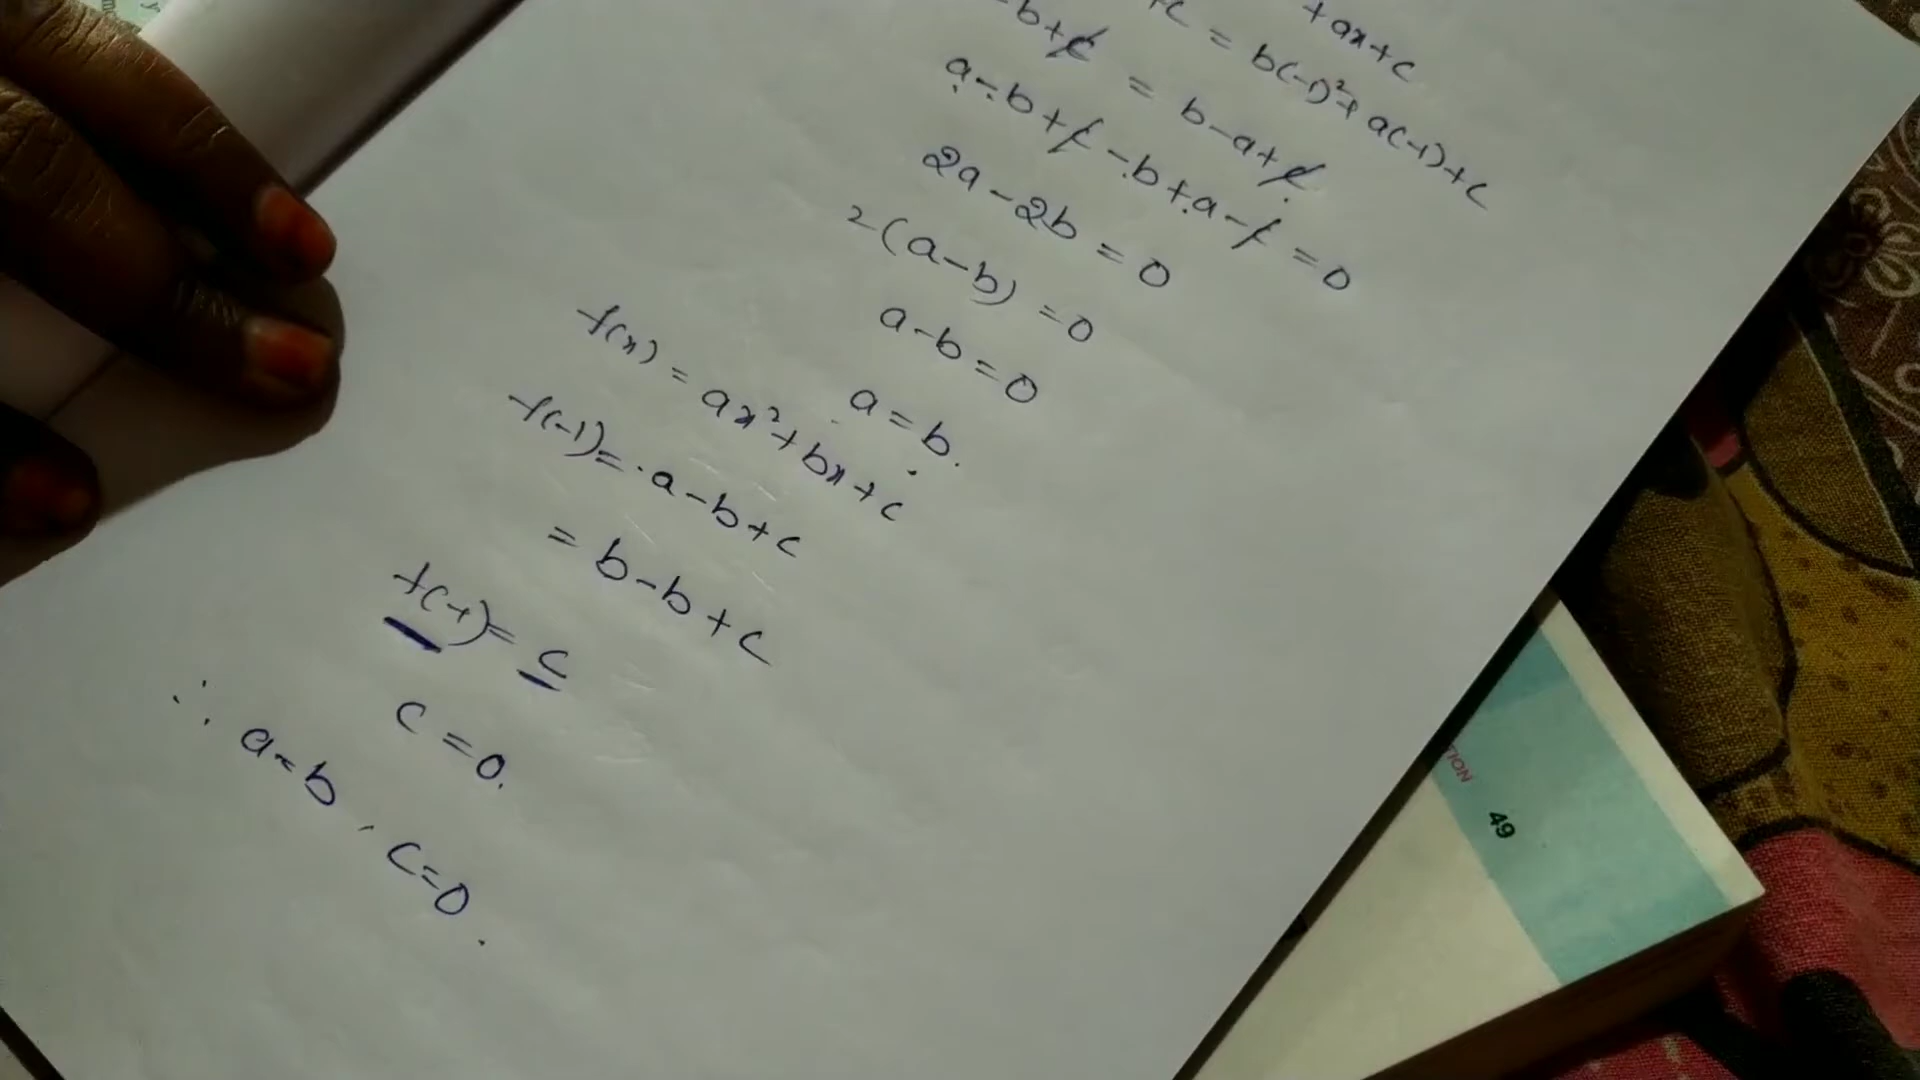 +ax+c
+c = b(-1)²+a(-1)+c
-b+c = b-a+c
a-b+c-b+a-c=0
2a-2b=0
2(a-b)=0
a-b=0
a=b.
f(x) = ax²+bx+c
f(-1)= a-b+c
= b-b+c
f(-1)= c
c=0.
∴ a=b, c=0.
TION 49